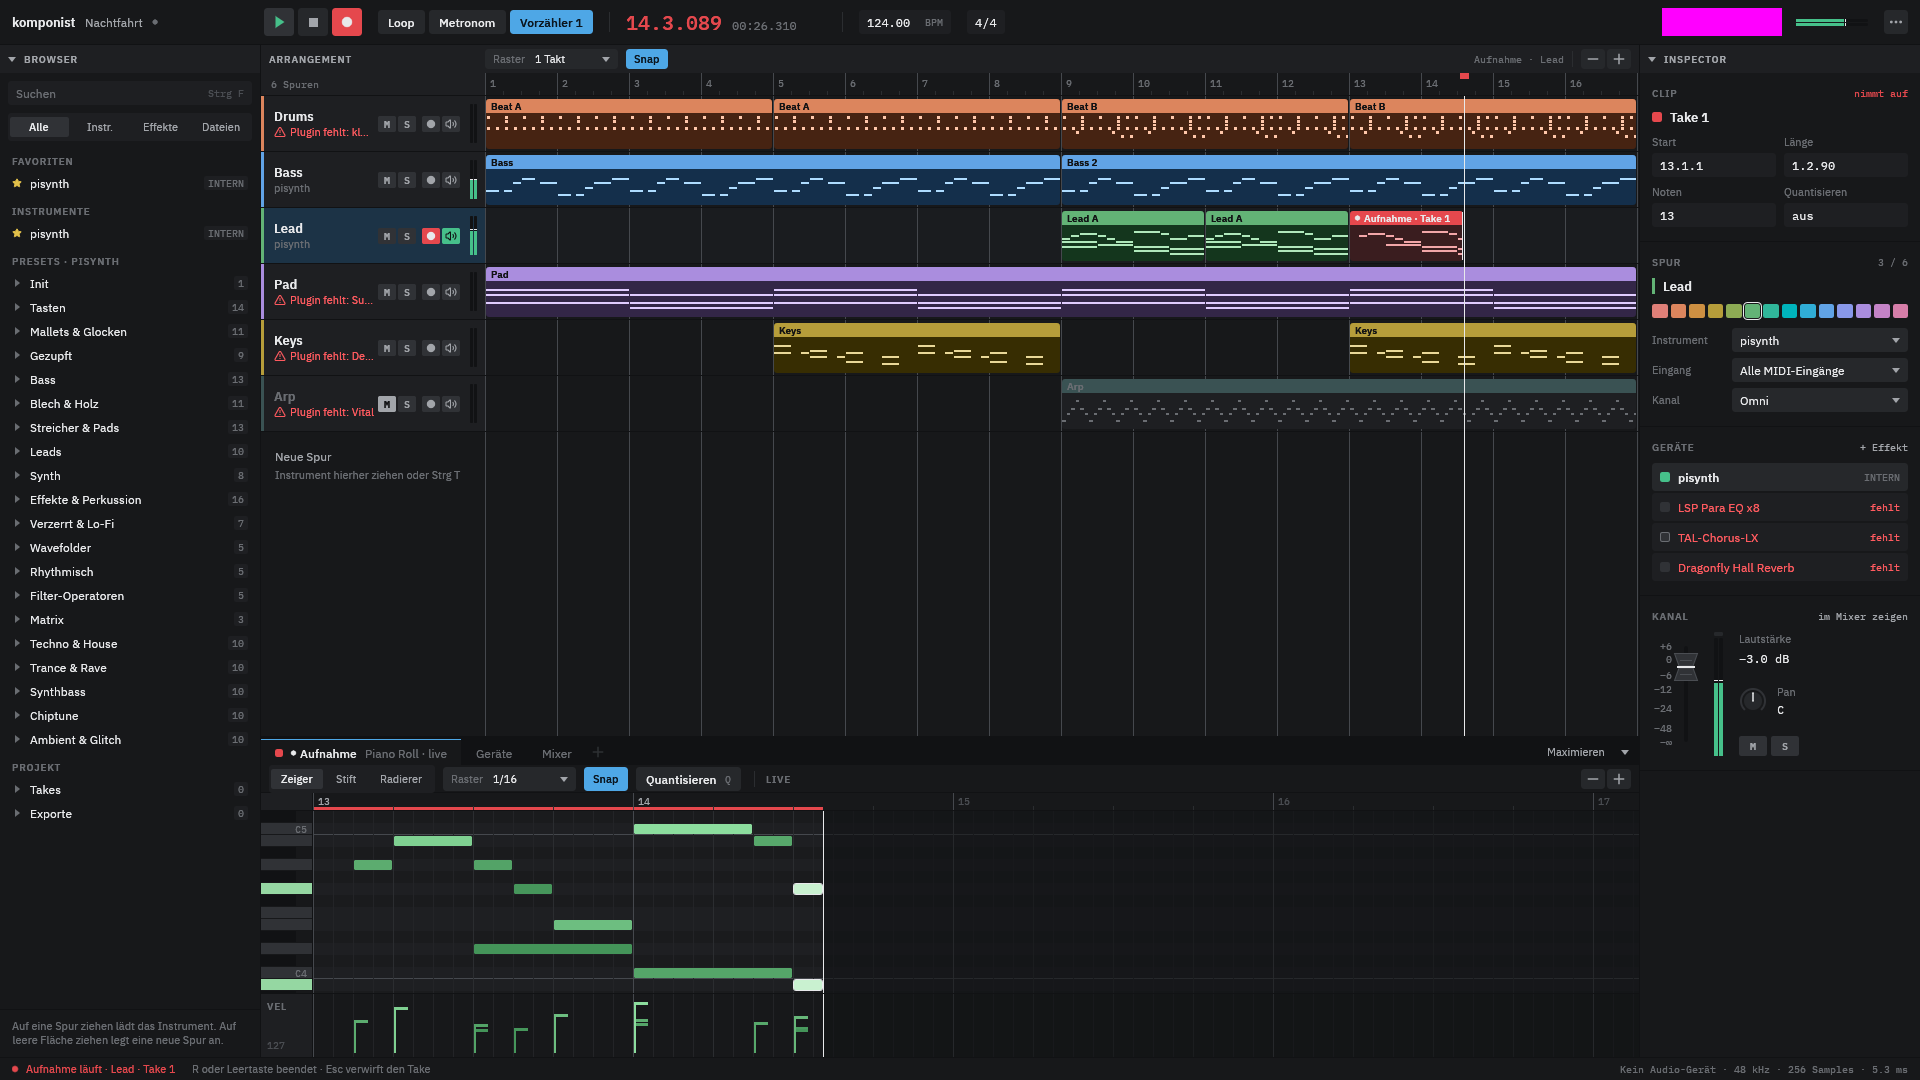 komponist Nachtfahrt
Loop Metronom Vorzähler 1
14.3.089 00:26.310
124.00 BPM 4/4
BROWSER
Suchen Strg F
Alle Instr. Effekte Dateien
FAVORITEN
pisynth INTERN
INSTRUMENTE
pisynth INTERN
PRESETS · PISYNTH
Init 1
Tasten 14
Mallets & Glocken 11
Gezupft 9
Bass 13
Blech & Holz 11
Streicher & Pads 13
Leads 10
Synth 8
Effekte & Perkussion 16
Verzerrt & Lo-Fi 7
Wavefolder 5
Rhythmisch 5
Filter-Operatoren 5
Matrix 3
Techno & House 10
Trance & Rave 10
Synthbass 10
Chiptune 10
Ambient & Glitch 10
PROJEKT
Takes 0
Exporte 0
Auf eine Spur ziehen lädt das Instrument. Auf
leere Fläche ziehen legt eine neue Spur an.
ARRANGEMENT Raster 1 Takt Snap Aufnahme · Lead
6 Spuren 1 2 3 4 5 6 7 8 9 10 11 12 13 14 15 16
Drums
Plugin fehlt: kl... M S
Beat A Beat A Beat B Beat B
Bass
pisynth M S
Bass Bass 2
Lead
pisynth M S
Lead A Lead A Aufnahme · Take 1
Pad
Plugin fehlt: Su... M S
Pad
Keys
Plugin fehlt: De... M S
Keys Keys
Arp
Plugin fehlt: Vital M S
Arp
Neue Spur
Instrument hierher ziehen oder Strg T
Aufnahme Piano Roll · live Geräte Mixer + Maximieren
Zeiger Stift Radierer Raster 1/16 Snap Quantisieren Q LIVE
13 14 15 16 17
C5
C4
VEL
127
INSPECTOR
CLIP nimmt auf
Take 1
Start Länge
13.1.1 1.2.90
Noten Quantisieren
13 aus
SPUR 3 / 6
Lead
Instrument pisynth
Eingang Alle MIDI-Eingänge
Kanal Omni
GERÄTE + Effekt
pisynth INTERN
LSP Para EQ x8 fehlt
TAL-Chorus-LX fehlt
Dragonfly Hall Reverb fehlt
KANAL im Mixer zeigen
+6
0
−6
−12
−24
−48
−∞
Lautstärke
−3.0 dB
Pan
C
M S
Aufnahme läuft · Lead · Take 1 R oder Leertaste beendet · Esc verwirft den Take
Kein Audio-Gerät · 48 kHz · 256 Samples · 5.3 ms